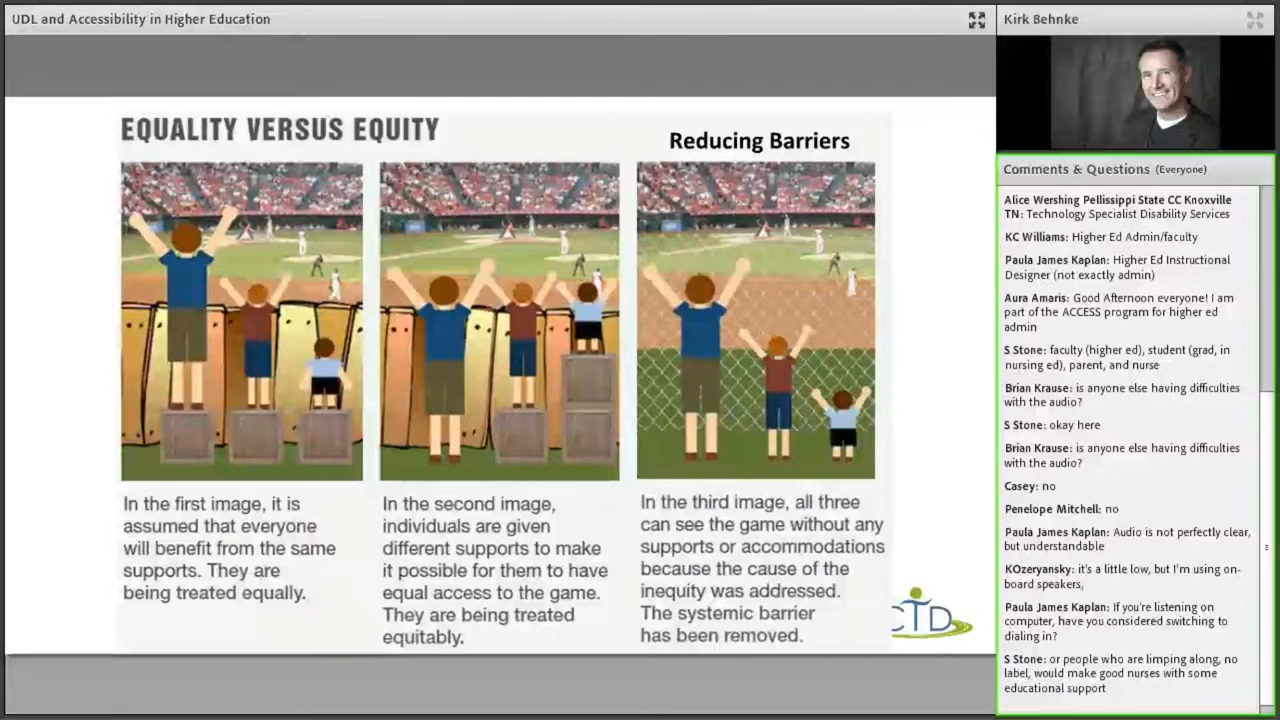 UDL and Accessibility in Higher Education
EQUALITY VERSUS EQUITY
Reducing Barriers
In the first image, it is
assumed that everyone
will benefit from the same
supports. They are
being treated equally.
In the second image,
individuals are given
different supports to make
it possible for them to have
equal access to the game.
They are being treated
equitably.
In the third image, all three
can see the game without any
supports or accommodations
because the cause of the
inequity was addressed.
The systemic barrier
has been removed.
CTD
Kirk Behnke
Comments & Questions (Everyone)
Alice Wershing Pellissippi State CC Knoxville
TN: Technology Specialist Disability Services
KC Williams: Higher Ed Admin/faculty
Paula James Kaplan: Higher Ed Instructional
Designer (not exactly admin)
Aura Amaris: Good Afternoon everyone! I am
part of the ACCESS program for higher ed
admin
S Stone: faculty (higher ed), student (grad, in
nursing ed), parent, and nurse
Brian Krause: is anyone else having difficulties
with the audio?
S Stone: okay here
Brian Krause: is anyone else having difficulties
with the audio?
Casey: no
Penelope Mitchell: no
Paula James Kaplan: Audio is not perfectly clear,
but understandable
KOzeryansky: it's a little low, but I'm using on-
board speakers,
Paula James Kaplan: If you're listening on
computer, have you considered switching to
dialing in?
S Stone: or people who are limping along, no
label, would make good nurses with some
educational support